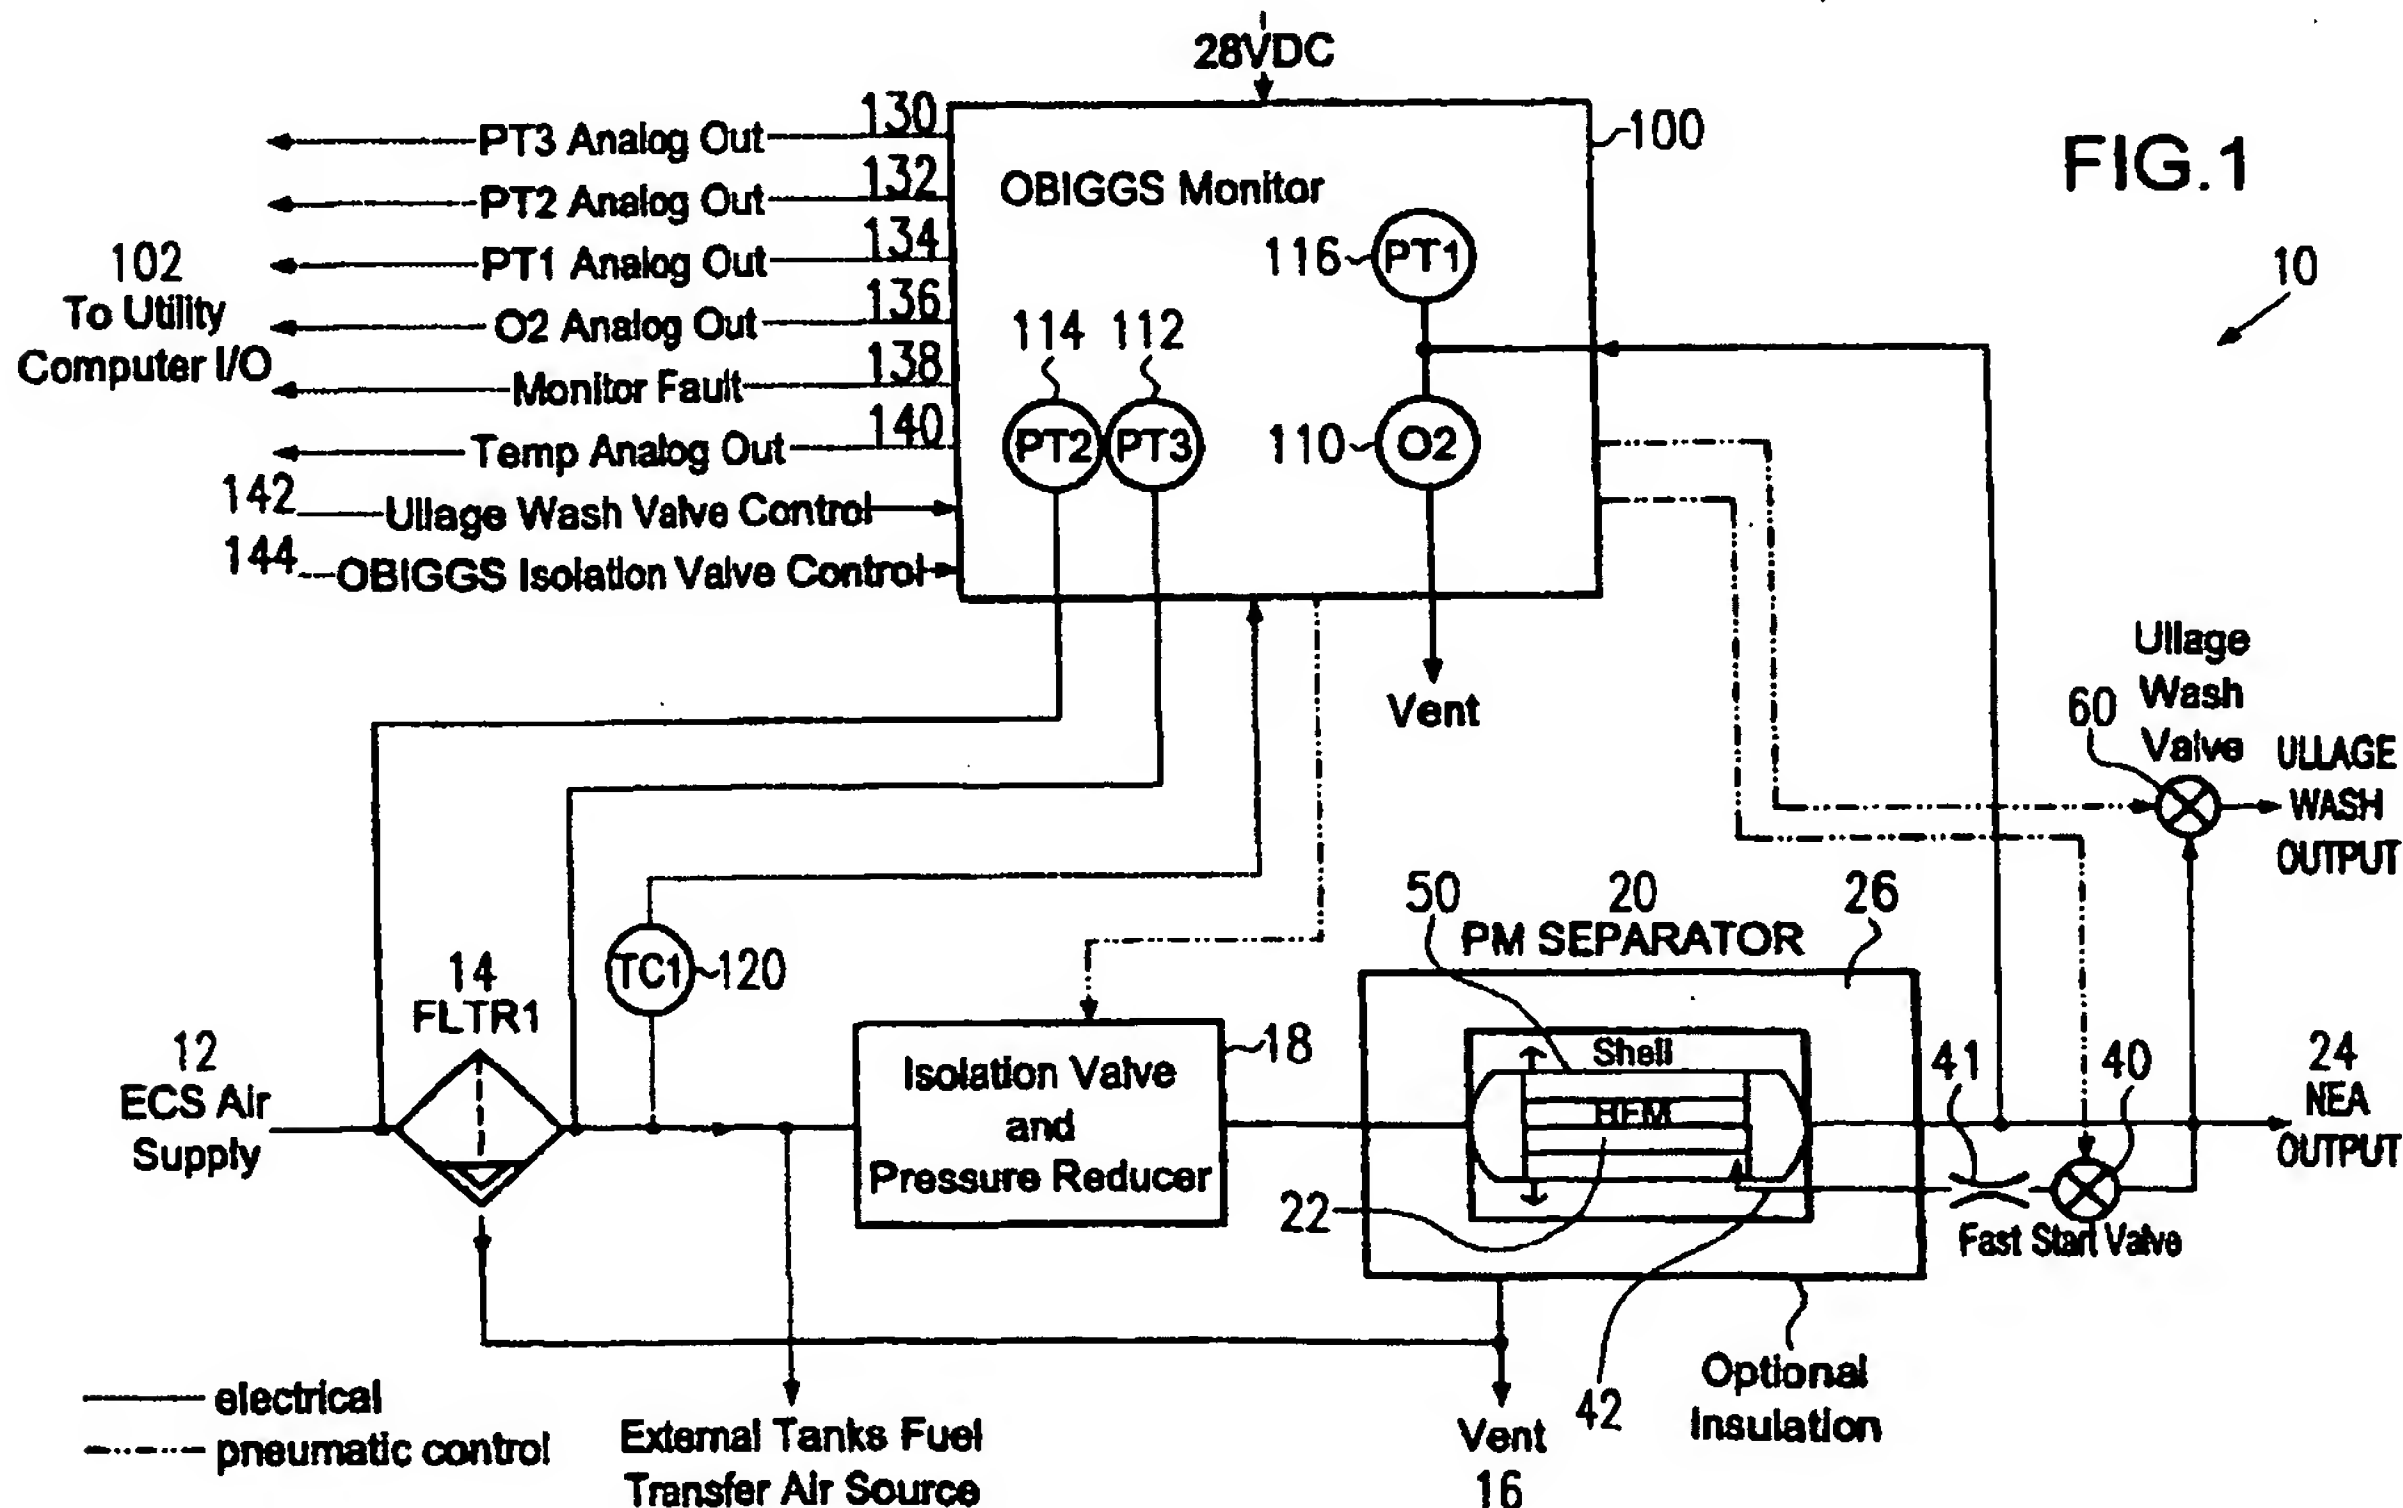 28VDC
FIG.1
10
100
OBIGGS Monitor
130
PT3 Analog Out
132
PT2 Analog Out
134
PT1 Analog Out
136
O2 Analog Out
138
Monitor Fault
140
Temp Analog Out
142
Ullage Wash Valve Control
144
OBIGGS Isolation Valve Control
102
To Utility
Computer I/O
116
PT1
114
112
PT2
PT3
110
O2
Vent
Ullage
Wash
Valve
60
ULLAGE
WASH
OUTPUT
50
20
PM SEPARATOR
26
TC1
120
14
FLTR1
12
ECS Air
Supply
Isolation Valve
and
Pressure Reducer
18
Shell
HFM
22
41
40
24
NEA
OUTPUT
Fast Start Valve
42
Optional
Insulation
Vent
16
External Tanks Fuel
Transfer Air Source
electrical
pneumatic control